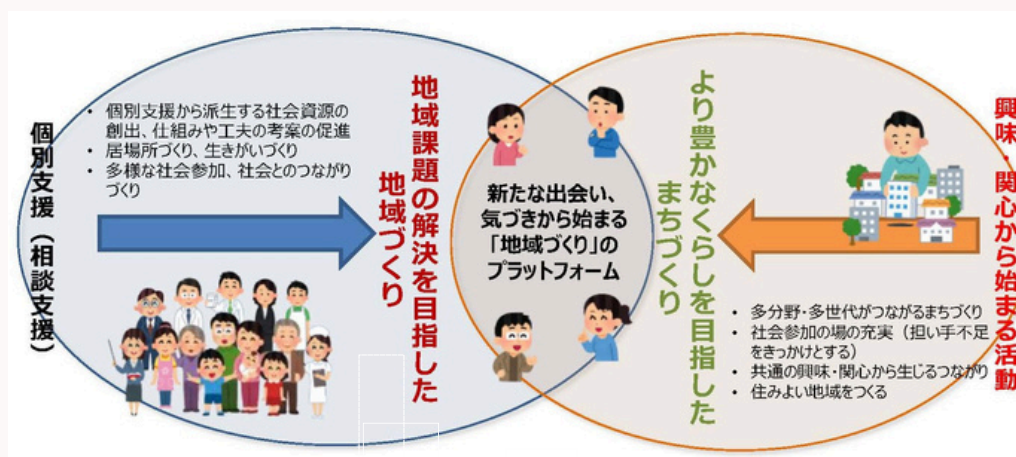 個別支援（相談支援）
・ 個別支援から派生する社会資源の
創出、仕組みや工夫の考案の促進
・ 居場所づくり、生きがいづくり
・ 多様な社会参加、社会とのつながり
づくり
地域課題の解決を目指した
地域づくり
新たな出会い、
気づきから始まる
「地域づくり」の
プラットフォーム
より豊かなくらしを目指した
まちづくり
興味・関心から始まる活動
・ 多分野・多世代がつながるまちづくり
・ 社会参加の場の充実（担い手不足
をきっかけとする）
・ 共通の興味・関心から生じるつながり
・ 住みよい地域をつくる